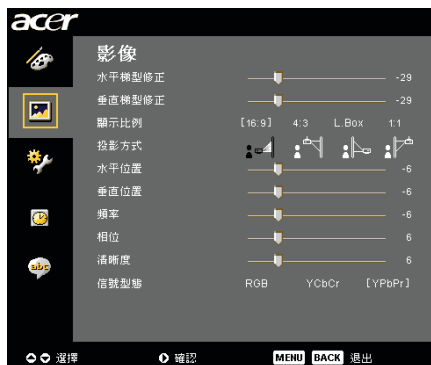 acer
影像
水平梯型修正 -29
垂直梯型修正 -29
顯示比例 [16:9] 4:3 L.Box 1:1
投影方式
水平位置 -6
垂直位置 -6
頻率 -6
相位 6
清晰度 6
信號型態 RGB YCbCr [YPbPr]
abc
選擇 確認 MENU BACK 退出